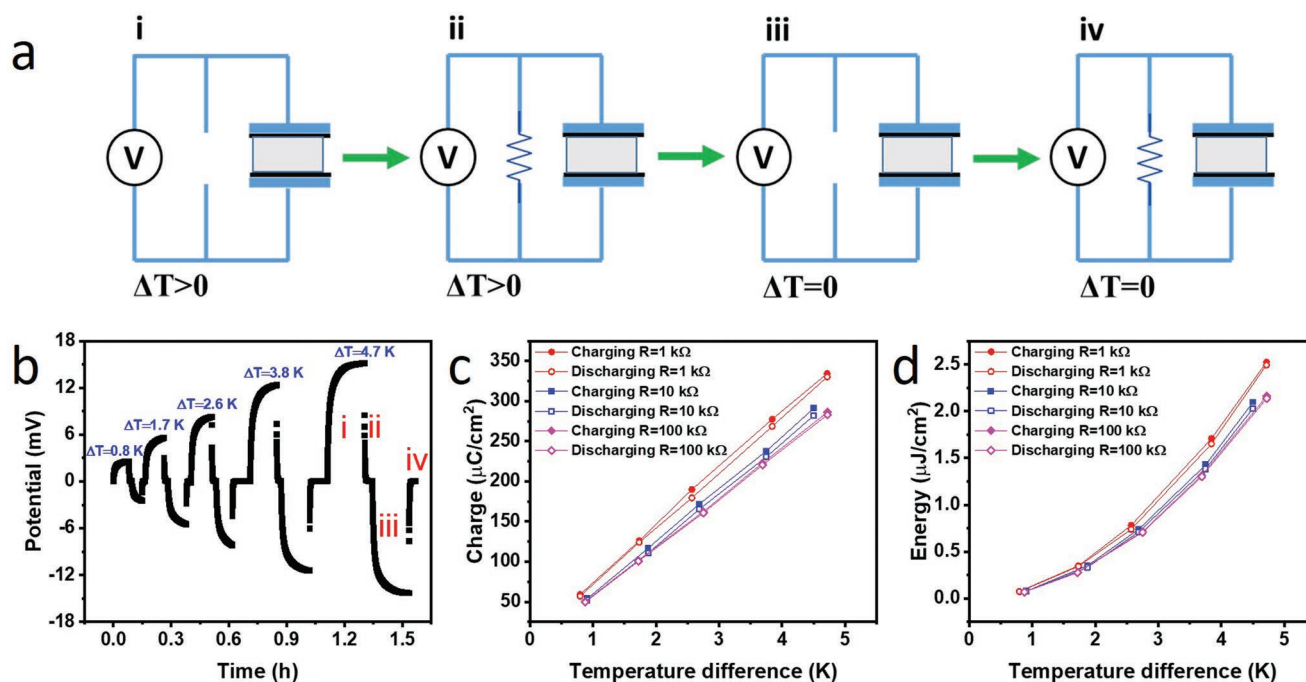 a
i
ii
iii
iv
V
V
V
V
ΔT>0
ΔT>0
ΔT=0
ΔT=0
b
Potential (mV)
18
12
6
0
-6
-12
-18
ΔT=0.8 K
ΔT=1.7 K
ΔT=2.6 K
ΔT=3.8 K
ΔT=4.7 K
i
ii
iii
iv
0.0
0.3
0.6
0.9
1.2
1.5
Time (h)
c
Charge (μC/cm²)
350
300
250
200
150
100
50
Charging R=1 kΩ
Discharging R=1 kΩ
Charging R=10 kΩ
Discharging R=10 kΩ
Charging R=100 kΩ
Discharging R=100 kΩ
0
1
2
3
4
5
Temperature difference (K)
d
Energy (μJ/cm²)
2.5
2.0
1.5
1.0
0.5
0.0
Charging R=1 kΩ
Discharging R=1 kΩ
Charging R=10 kΩ
Discharging R=10 kΩ
Charging R=100 kΩ
Discharging R=100 kΩ
0
1
2
3
4
5
Temperature difference (K)